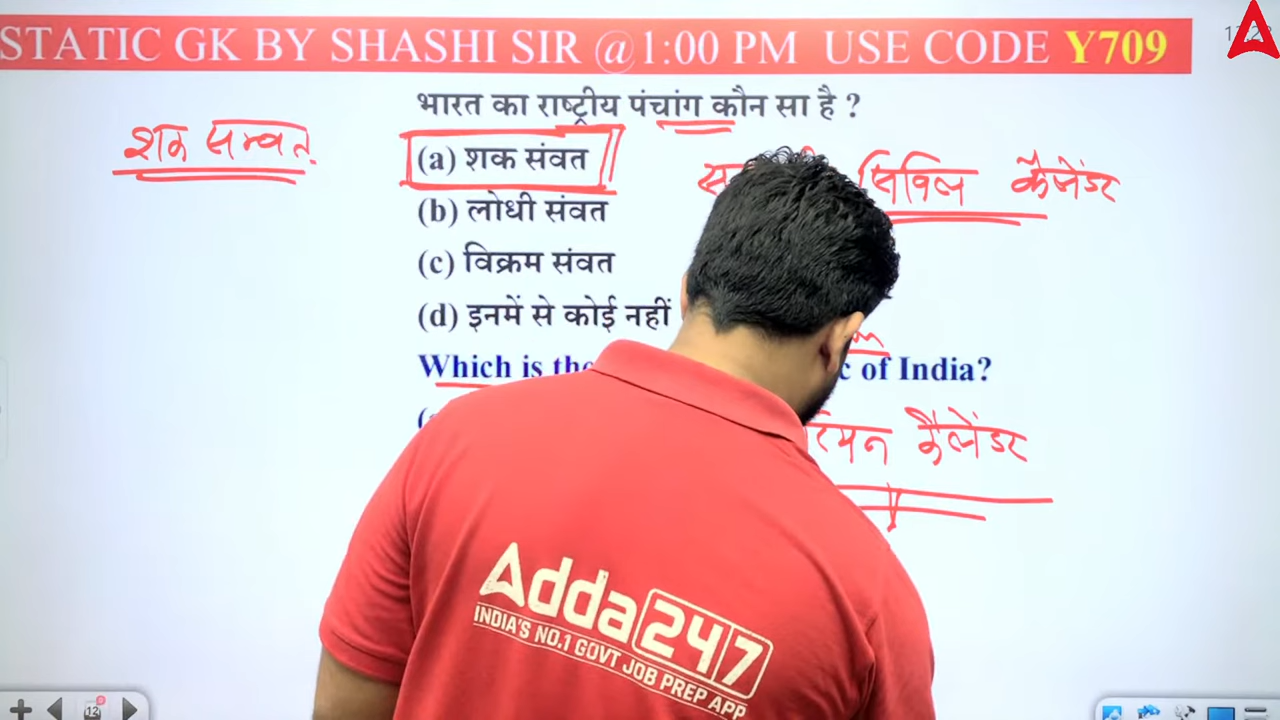 STATIC GK BY SHASHI SIR @1:00 PM USE CODE Y709
भारत का राष्ट्रीय पंचांग कौन सा है ?
शक सम्वत
(a) शक संवत
सिविल कैलेंडर
(b) लोधी संवत
(c) विक्रम संवत
(d) इनमें से कोई नहीं
Which is the of India?
कैलेंडर
Adda247
INDIA'S NO.1 GOVT JOB PREP APP
12